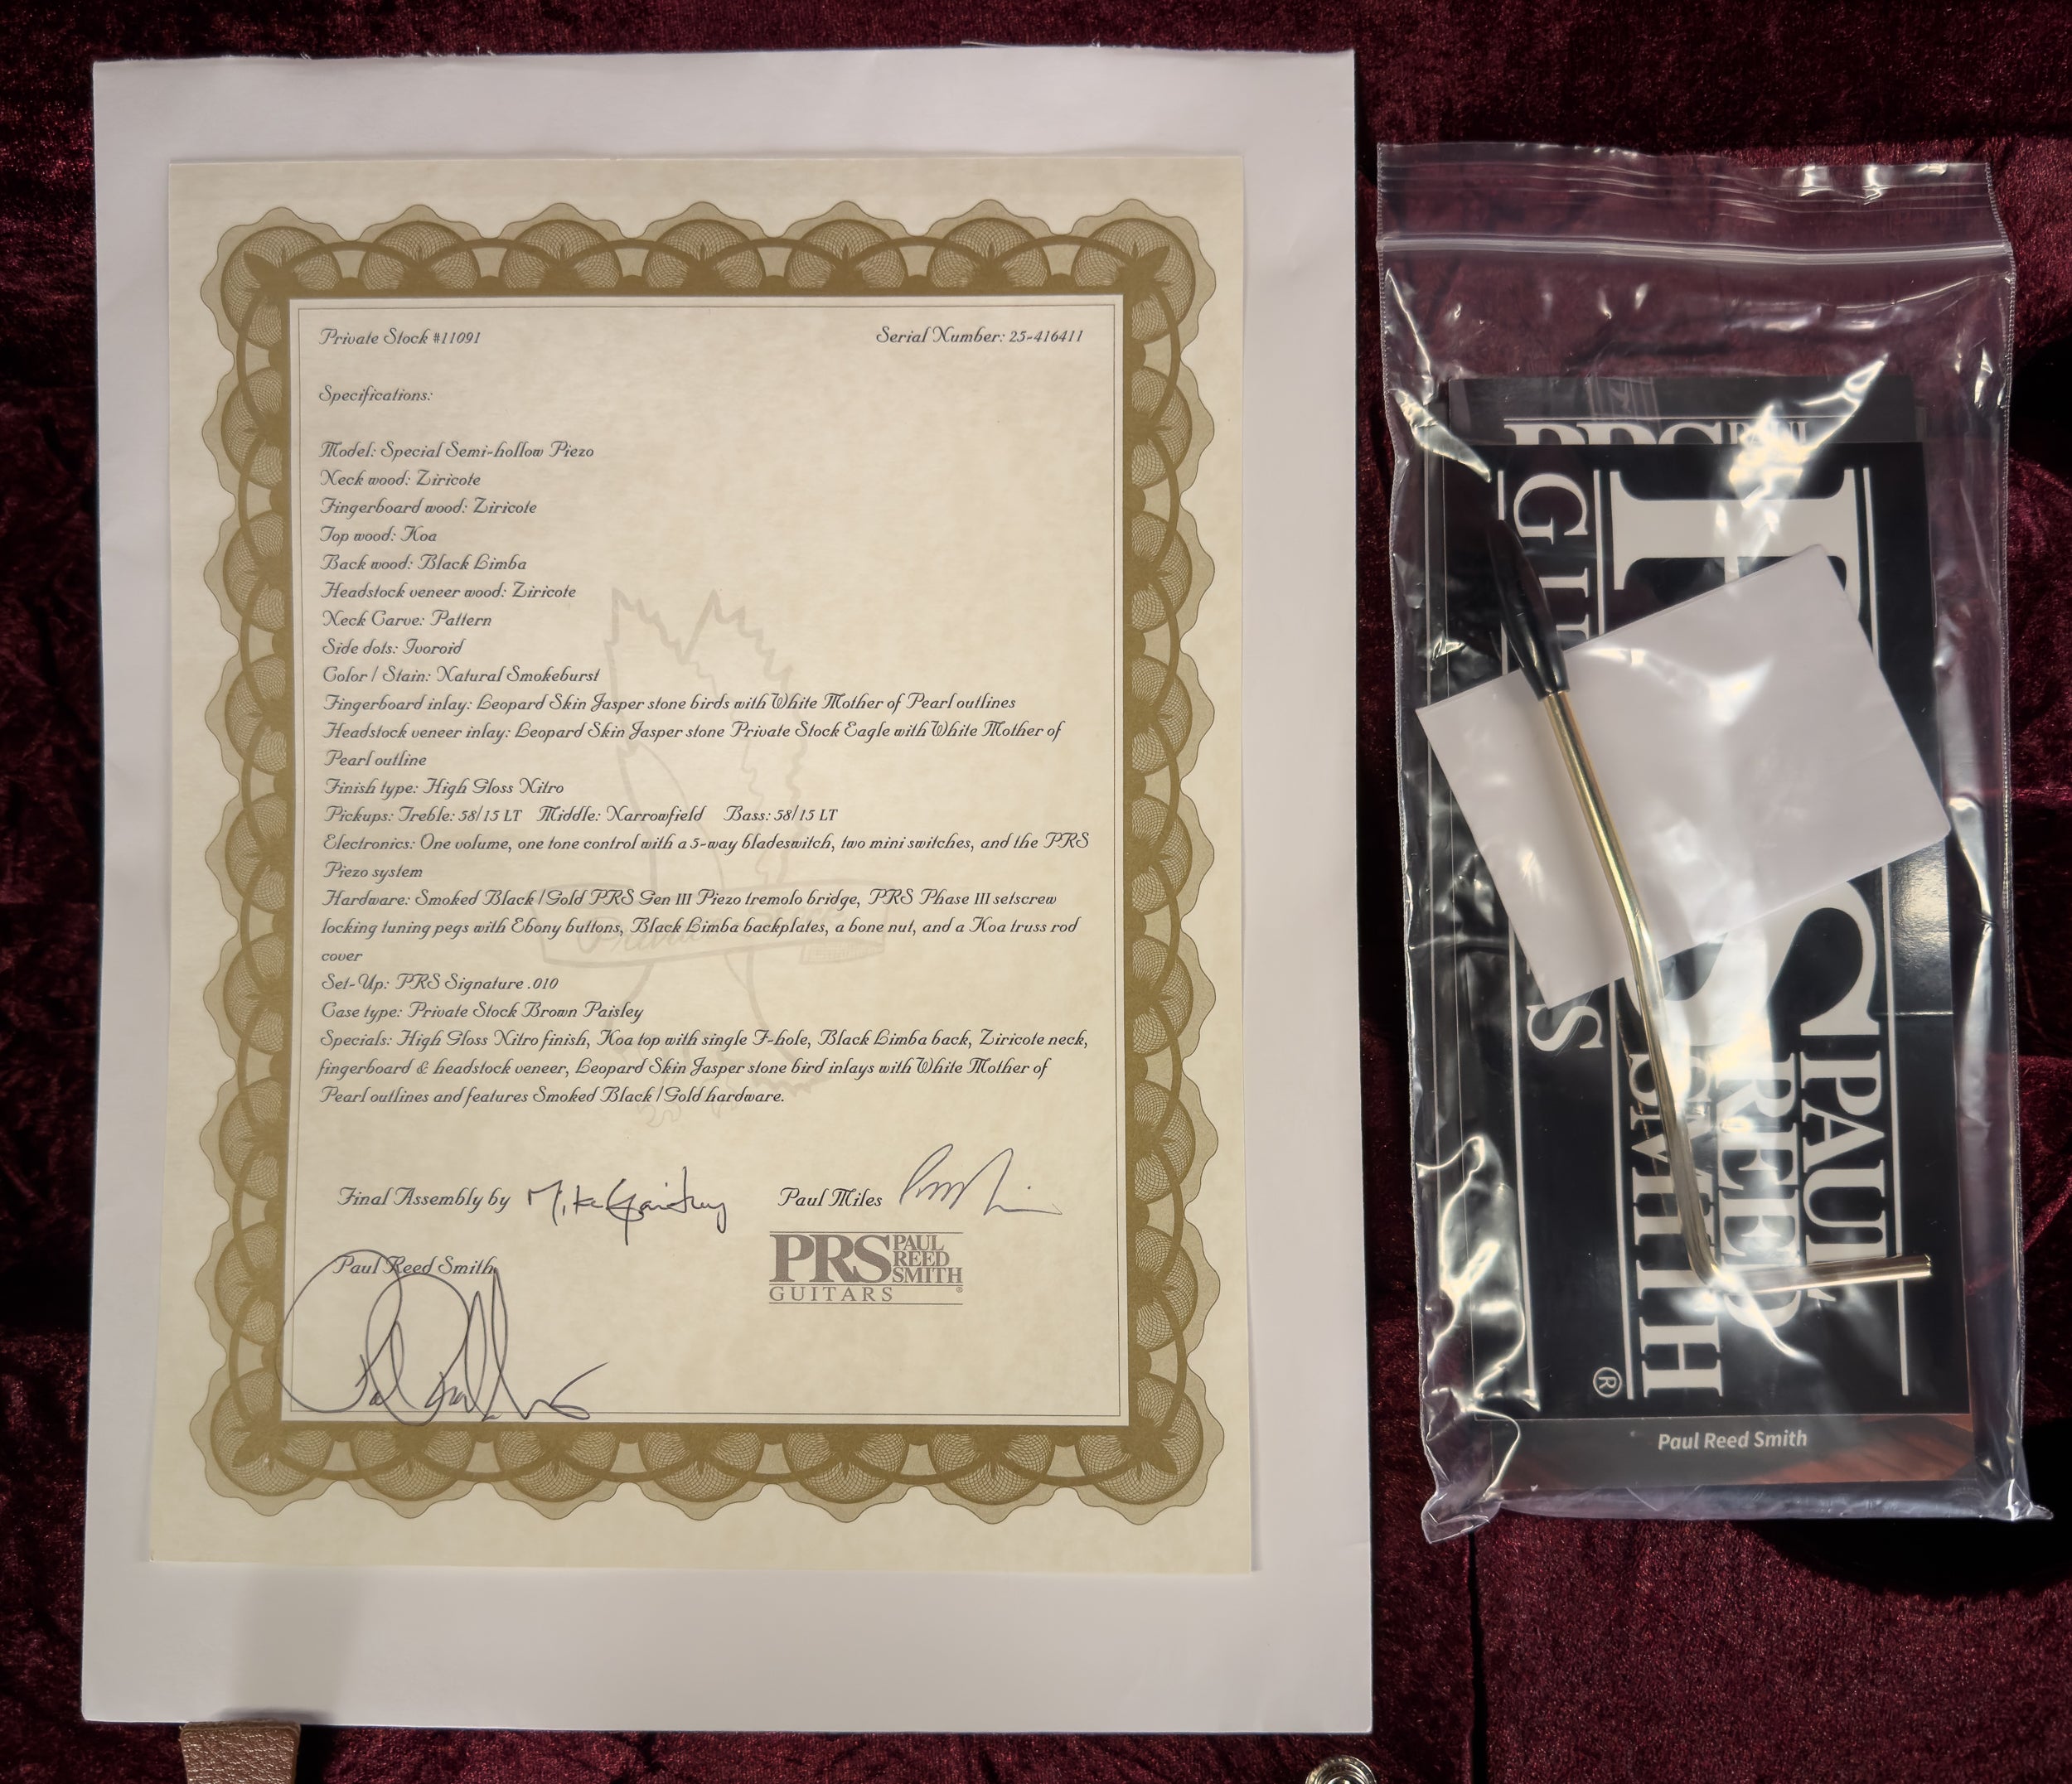 Private Stock #11091
Serial Number: 25-416411
Specifications:
Model: Special Semi-hollow Piezo
Neck wood: Ziricote
Fingerboard wood: Ziricote
Top wood: Koa
Back wood: Black Limba
Headstock veneer wood: Ziricote
Neck Carve: Pattern
Side dots: Ivoroid
Color / Stain: Natural Smokeburst
Fingerboard inlay: Leopard Skin Jasper stone birds with White Mother of Pearl outlines
Headstock veneer inlay: Leopard Skin Jasper stone Private Stock Eagle with White Mother of
Pearl outline
Finish type: High Gloss Nitro
Pickups: Treble: 58/15 LT Middle: Narrowfield Bass: 58/15 LT
Electronics: One volume, one tone control with a 5-way bladeswitch, two mini switches, and the PRS
Piezo system
Hardware: Smoked Black / Gold PRS Gen III Piezo tremolo bridge, PRS Phase III setscrew
locking tuning pegs with Ebony buttons, Black Limba backplates, a bone nut, and a Koa truss rod
cover
Set-Up: PRS Signature .010
Case type: Private Stock Brown Paisley
Specials: High Gloss Nitro finish, Koa top with single F-hole, Black Limba back, Ziricote neck,
fingerboard & headstock veneer, Leopard Skin Jasper stone bird inlays with White Mother of
Pearl outlines and features Smoked Black / Gold hardware.
Final Assembly by
Paul Miles
Paul Reed Smith
PRS PAUL
REED
SMITH
GUITARS
PAUL
REED
SMITH
®
Paul Reed Smith